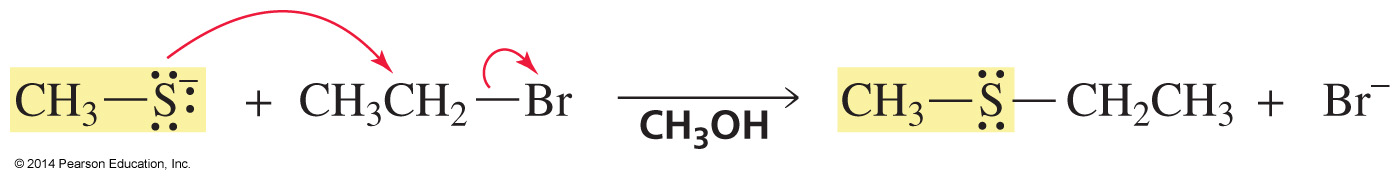 CH₃—S:⁻ + CH₃CH₂—Br → CH₃—S—CH₂CH₃ + Br⁻
CH₃OH
© 2014 Pearson Education, Inc.